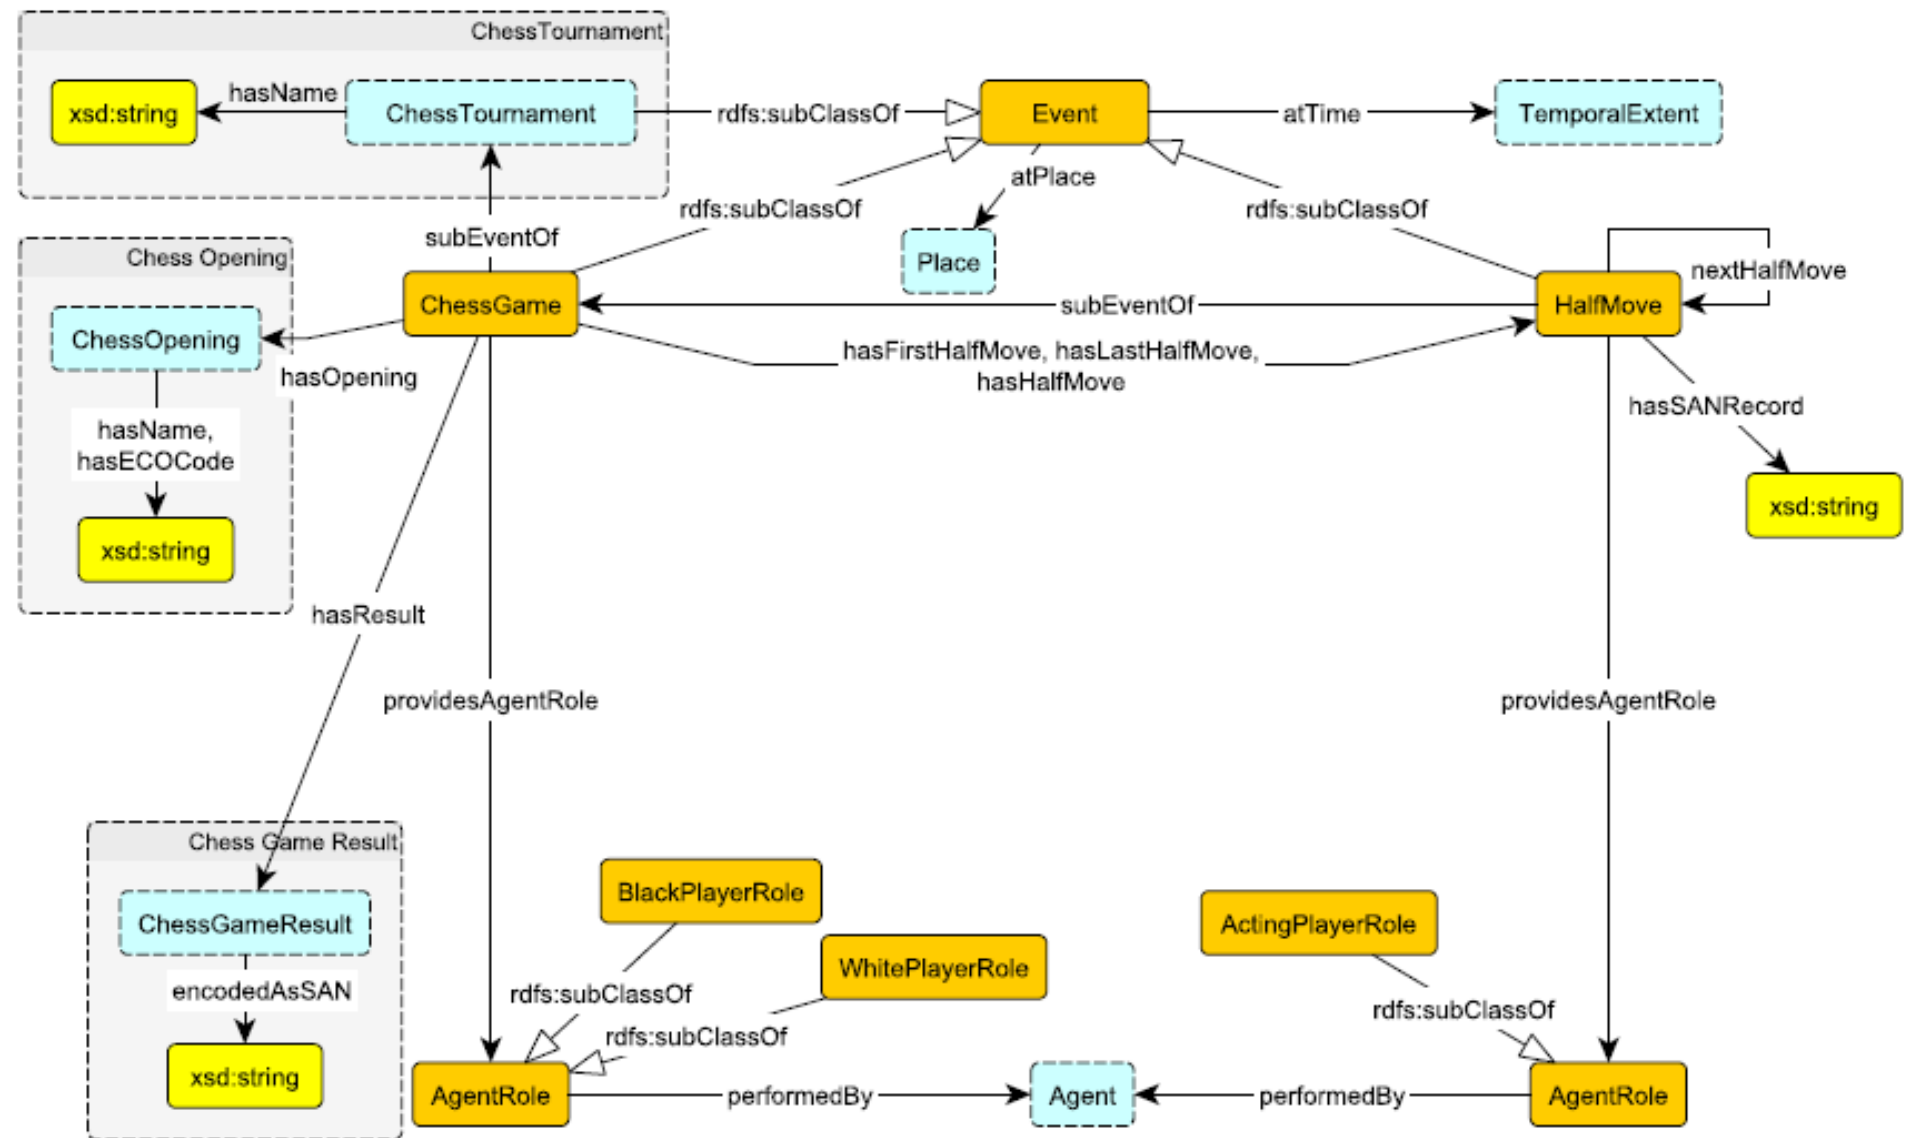 ChessTournament
xsd:string
hasName
ChessTournament
rdfs:subClassOf
Event
atTime
TemporalExtent
atPlace
rdfs:subClassOf
rdfs:subClassOf
subEventOf
Place
Chess Opening
nextHalfMove
ChessGame
subEventOf
HalfMove
ChessOpening
hasOpening
hasFirstHalfMove, hasLastHalfMove,
hasHalfMove
hasSANRecord
hasName,
hasECOCode
xsd:string
xsd:string
hasResult
providesAgentRole
providesAgentRole
Chess Game Result
BlackPlayerRole
ChessGameResult
ActingPlayerRole
WhitePlayerRole
encodedAsSAN
rdfs:subClassOf
rdfs:subClassOf
rdfs:subClassOf
xsd:string
AgentRole
performedBy
Agent
performedBy
AgentRole